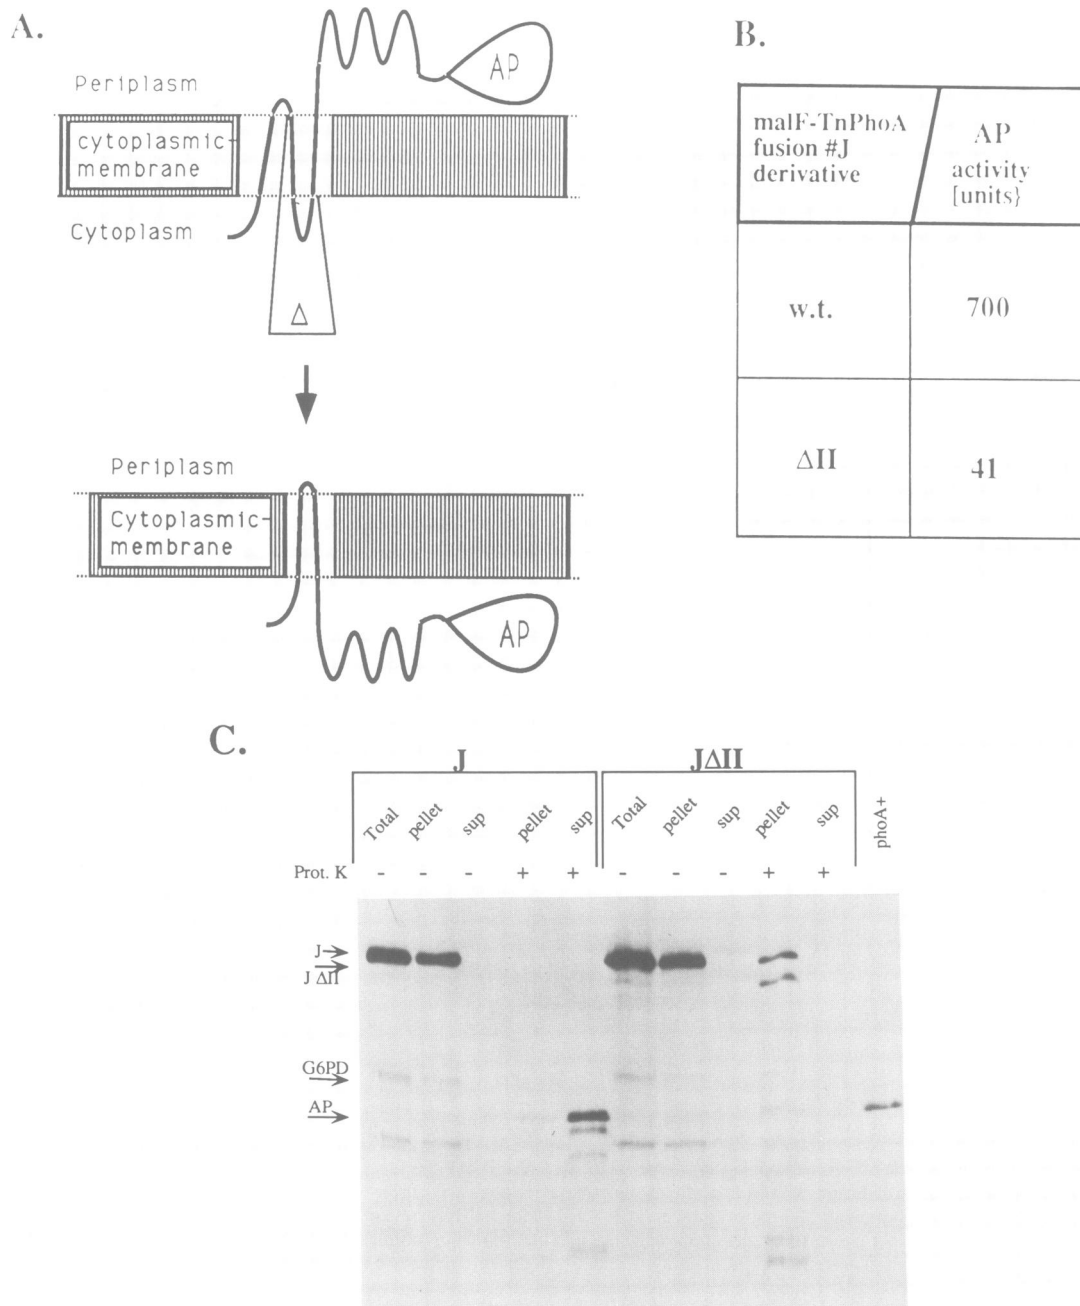 A.
Periplasm
AP
cytoplasmic-
membrane
Cytoplasm
Δ
Periplasm
Cytoplasmic-
membrane
AP
B.
malF-TnPhoA
fusion #J
derivative
AP
activity
[units}
w.t.
700
ΔII
41
C.
J
JΔII
Total
pellet
sup
pellet
sup
Total
pellet
sup
pellet
sup
phoA+
Prot. K
- - - + + - - - + +
J
J ΔII
G6PD
AP